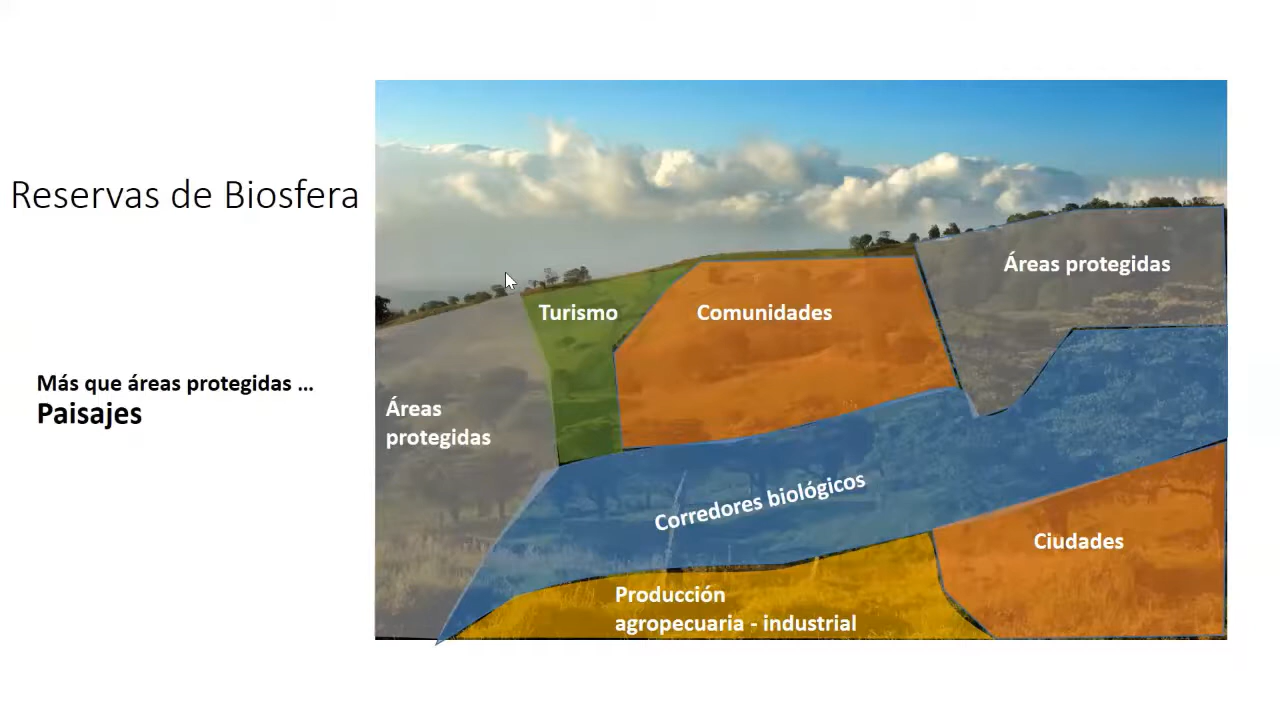 Reservas de Biosfera
Más que áreas protegidas ...
Paisajes
Áreas protegidas
Turismo
Comunidades
Áreas
protegidas
Corredores biológicos
Ciudades
Producción
agropecuaria - industrial